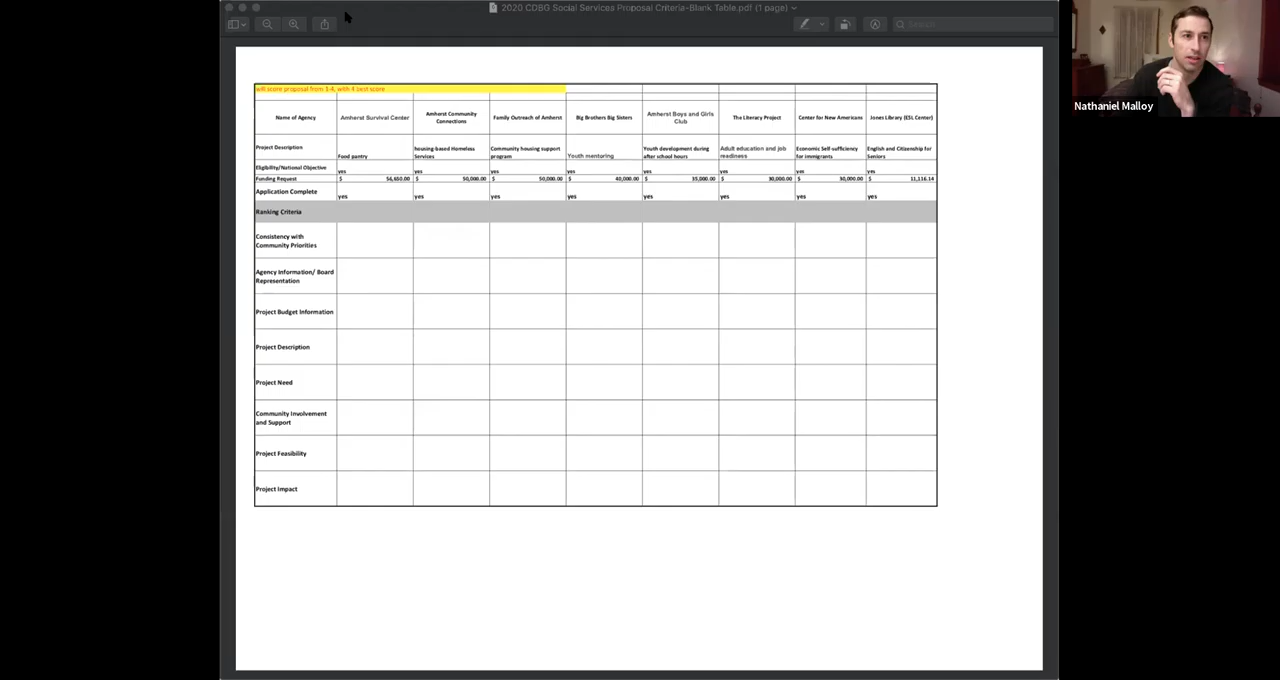 2020 CDBG Social Services Proposal Criteria-Blank Table.pdf (1 page)
Search
Nathaniel Malloy
will score proposal from 1-4, with 4 best score
Name of Agency Amherst Survival Center Amherst Community Connections Family Outreach of Amherst Big Brothers Big Sisters Amherst Boys and Girls Club The Literacy Project Center for New Americans Jones Library (ESL Center)
Project Description Food pantry housing-based Homeless Services Community housing support program Youth mentoring Youth development during after school hours Adult education and job readiness Economic Self-sufficiency for immigrants English and Citizenship for Seniors
Eligibility/National Objective yes yes yes yes yes yes yes yes
Funding Request $ 56,650.00 $ 50,000.00 $ 50,000.00 $ 40,000.00 $ 35,000.00 $ 30,000.00 $ 30,000.00 $ 11,116.14
Application Complete yes yes yes yes yes yes yes yes
Ranking Criteria
Consistency with
Community Priorities
Agency Information/ Board
Representation
Project Budget Information
Project Description
Project Need
Community Involvement
and Support
Project Feasibility
Project Impact